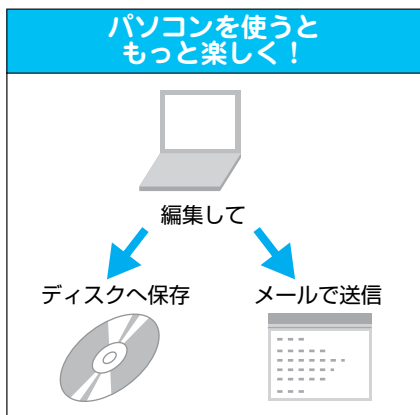 パソコンを使うと
もっと楽しく！
編集して
ディスクへ保存
メールで送信